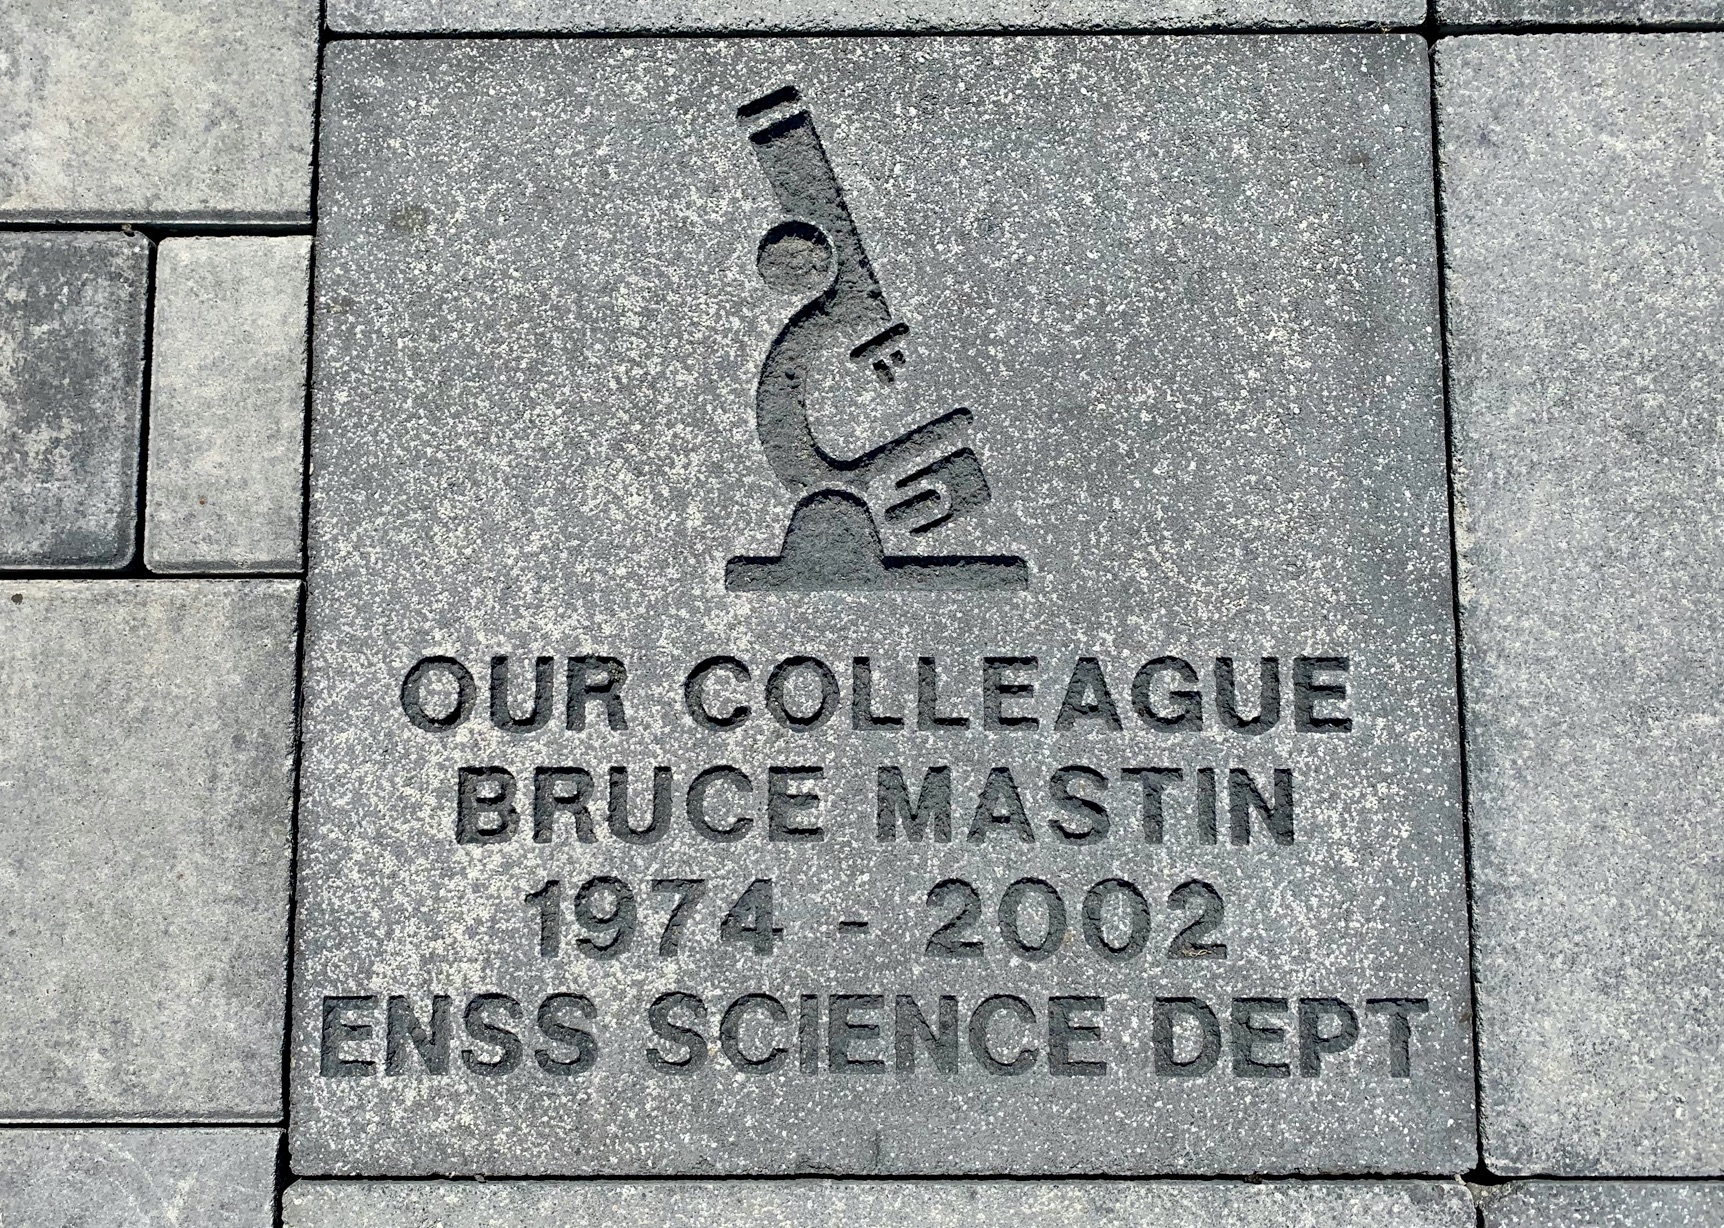 OUR COLLEAGUE
BRUCE MASTIN
1974 - 2002
ENSS SCIENCE DEPT